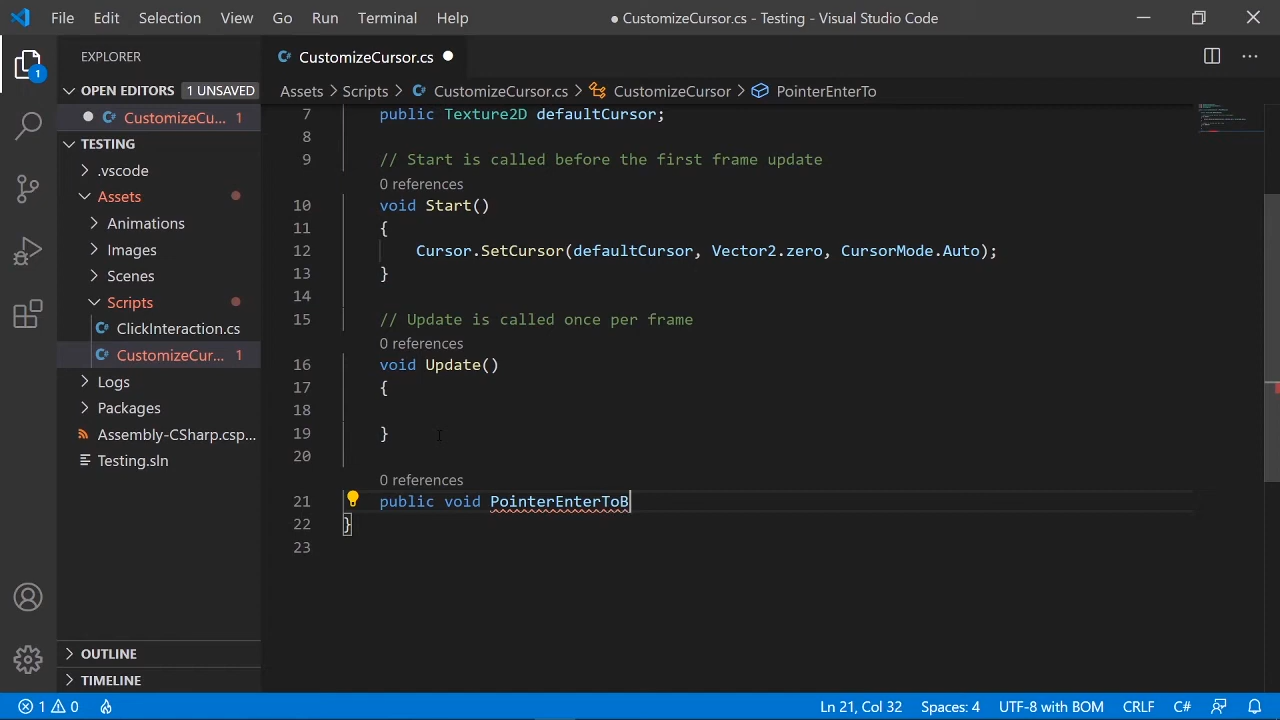 File Edit Selection View Go Run Terminal Help ● CustomizeCursor.cs - Testing - Visual Studio Code
EXPLORER
CustomizeCursor.cs
OPEN EDITORS 1 UNSAVED
Assets > Scripts > CustomizeCursor.cs > CustomizeCursor > PointerEnterTo
CustomizeCu... 1
TESTING
.vscode
Assets
Animations
Images
Scenes
Scripts
ClickInteraction.cs
CustomizeCur... 1
Logs
Packages
Assembly-CSharp.csp...
Testing.sln
OUTLINE
TIMELINE
1
7 public Texture2D defaultCursor;
8
9 // Start is called before the first frame update
0 references
10 void Start()
11 {
12 Cursor.SetCursor(defaultCursor, Vector2.zero, CursorMode.Auto);
13 }
14
15 // Update is called once per frame
0 references
16 void Update()
17 {
18
19 }
20
0 references
21 public void PointerEnterToB
22 }
23
1 0 Ln 21, Col 32 Spaces: 4 UTF-8 with BOM CRLF C#